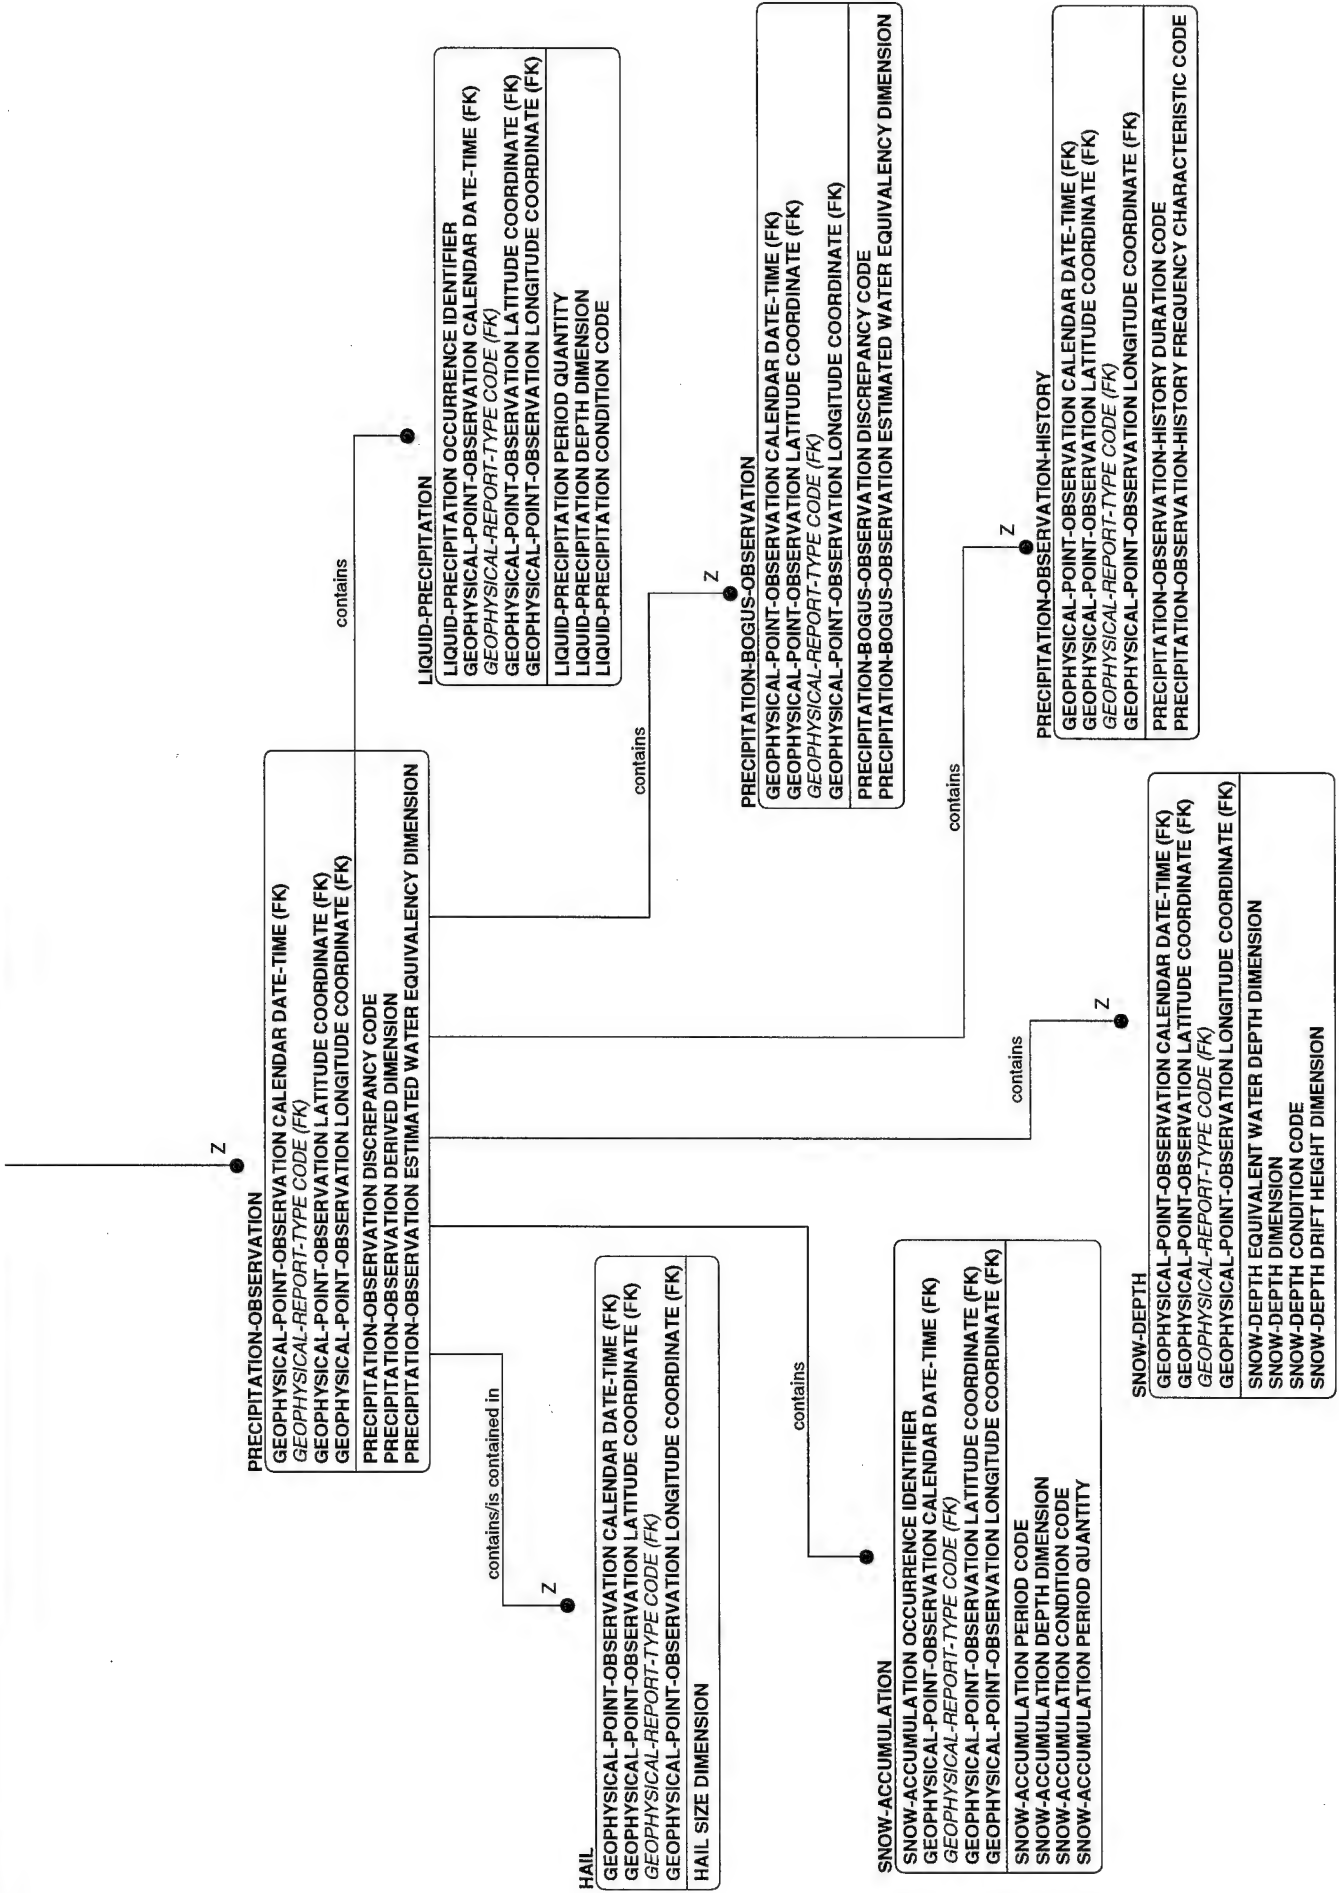 Z
PRECIPITATION-OBSERVATION
GEOPHYSICAL-POINT-OBSERVATION CALENDAR DATE-TIME (FK)
GEOPHYSICAL-REPORT-TYPE CODE (FK)
GEOPHYSICAL-POINT-OBSERVATION LATITUDE COORDINATE (FK)
GEOPHYSICAL-POINT-OBSERVATION LONGITUDE COORDINATE (FK)
PRECIPITATION-OBSERVATION DISCREPANCY CODE
PRECIPITATION-OBSERVATION DERIVED DIMENSION
PRECIPITATION-OBSERVATION ESTIMATED WATER EQUIVALENCY DIMENSION
contains
LIQUID-PRECIPITATION
LIQUID-PRECIPITATION OCCURRENCE IDENTIFIER
GEOPHYSICAL-POINT-OBSERVATION CALENDAR DATE-TIME (FK)
GEOPHYSICAL-REPORT-TYPE CODE (FK)
GEOPHYSICAL-POINT-OBSERVATION LATITUDE COORDINATE (FK)
GEOPHYSICAL-POINT-OBSERVATION LONGITUDE COORDINATE (FK)
LIQUID-PRECIPITATION PERIOD QUANTITY
LIQUID-PRECIPITATION DEPTH DIMENSION
LIQUID-PRECIPITATION CONDITION CODE
contains/is contained in
Z
HAIL
GEOPHYSICAL-POINT-OBSERVATION CALENDAR DATE-TIME (FK)
GEOPHYSICAL-POINT-OBSERVATION LATITUDE COORDINATE (FK)
GEOPHYSICAL-REPORT-TYPE CODE (FK)
GEOPHYSICAL-POINT-OBSERVATION LONGITUDE COORDINATE (FK)
HAIL SIZE DIMENSION
contains
Z
PRECIPITATION-BOGUS-OBSERVATION
GEOPHYSICAL-POINT-OBSERVATION CALENDAR DATE-TIME (FK)
GEOPHYSICAL-POINT-OBSERVATION LATITUDE COORDINATE (FK)
GEOPHYSICAL-REPORT-TYPE CODE (FK)
GEOPHYSICAL-POINT-OBSERVATION LONGITUDE COORDINATE (FK)
PRECIPITATION-BOGUS-OBSERVATION DISCREPANCY CODE
PRECIPITATION-BOGUS-OBSERVATION ESTIMATED WATER EQUIVALENCY DIMENSION
contains
SNOW-ACCUMULATION
SNOW-ACCUMULATION OCCURRENCE IDENTIFIER
GEOPHYSICAL-POINT-OBSERVATION CALENDAR DATE-TIME (FK)
GEOPHYSICAL-REPORT-TYPE CODE (FK)
GEOPHYSICAL-POINT-OBSERVATION LATITUDE COORDINATE (FK)
GEOPHYSICAL-POINT-OBSERVATION LONGITUDE COORDINATE (FK)
SNOW-ACCUMULATION PERIOD CODE
SNOW-ACCUMULATION DEPTH DIMENSION
SNOW-ACCUMULATION CONDITION CODE
SNOW-ACCUMULATION PERIOD QUANTITY
contains
Z
PRECIPITATION-OBSERVATION-HISTORY
GEOPHYSICAL-POINT-OBSERVATION CALENDAR DATE-TIME (FK)
GEOPHYSICAL-POINT-OBSERVATION LATITUDE COORDINATE (FK)
GEOPHYSICAL-REPORT-TYPE CODE (FK)
GEOPHYSICAL-POINT-OBSERVATION LONGITUDE COORDINATE (FK)
PRECIPITATION-OBSERVATION-HISTORY DURATION CODE
PRECIPITATION-OBSERVATION-HISTORY FREQUENCY CHARACTERISTIC CODE
contains
Z
SNOW-DEPTH
GEOPHYSICAL-POINT-OBSERVATION CALENDAR DATE-TIME (FK)
GEOPHYSICAL-POINT-OBSERVATION LATITUDE COORDINATE (FK)
GEOPHYSICAL-REPORT-TYPE CODE (FK)
GEOPHYSICAL-POINT-OBSERVATION LONGITUDE COORDINATE (FK)
SNOW-DEPTH EQUIVALENT WATER DEPTH DIMENSION
SNOW-DEPTH DIMENSION
SNOW-DEPTH CONDITION CODE
SNOW-DEPTH DRIFT HEIGHT DIMENSION